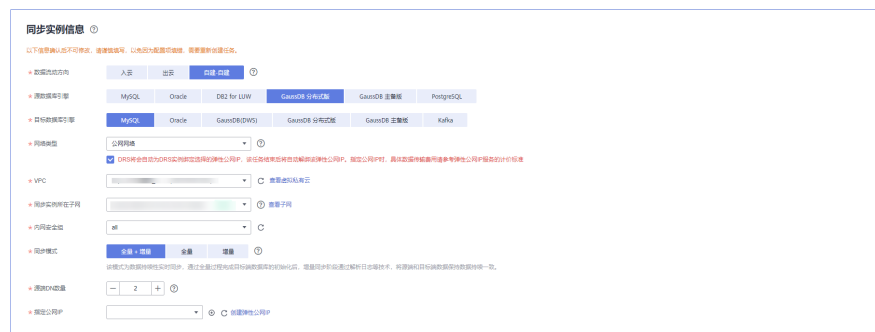 同步实例信息
以下信息确认后不可修改，请谨慎填写，以免因为配置项错误，需要重新创建任务。
* 数据流动方向 入云 出云 自建-自建
* 源数据库引擎 MySQL Oracle DB2 for LUW GaussDB 分布式版 GaussDB 主备版 PostgreSQL
* 目标数据库引擎 MySQL Oracle GaussDB(DWS) GaussDB 分布式版 GaussDB 主备版 Kafka
* 网络类型 公网网络
DRS将会自动为DRS实例绑定选择的弹性公网IP，该任务结束后将自动解绑该弹性公网IP。指定公网IP时，具体数据传输费用请参考弹性公网IP服务的计价标准
* VPC 查看虚拟私有云
* 同步实例所在子网 查看子网
* 内网安全组
* 同步模式 全量+增量 全量 增量
该模式为数据持续性实时同步，通过全量过程完成目标端数据库的初始化后，增量同步阶段通过解析日志等技术，将源端和目标端数据保持数据持续一致。
* 源端DN数量 2
* 指定公网IP 创建弹性公网IP